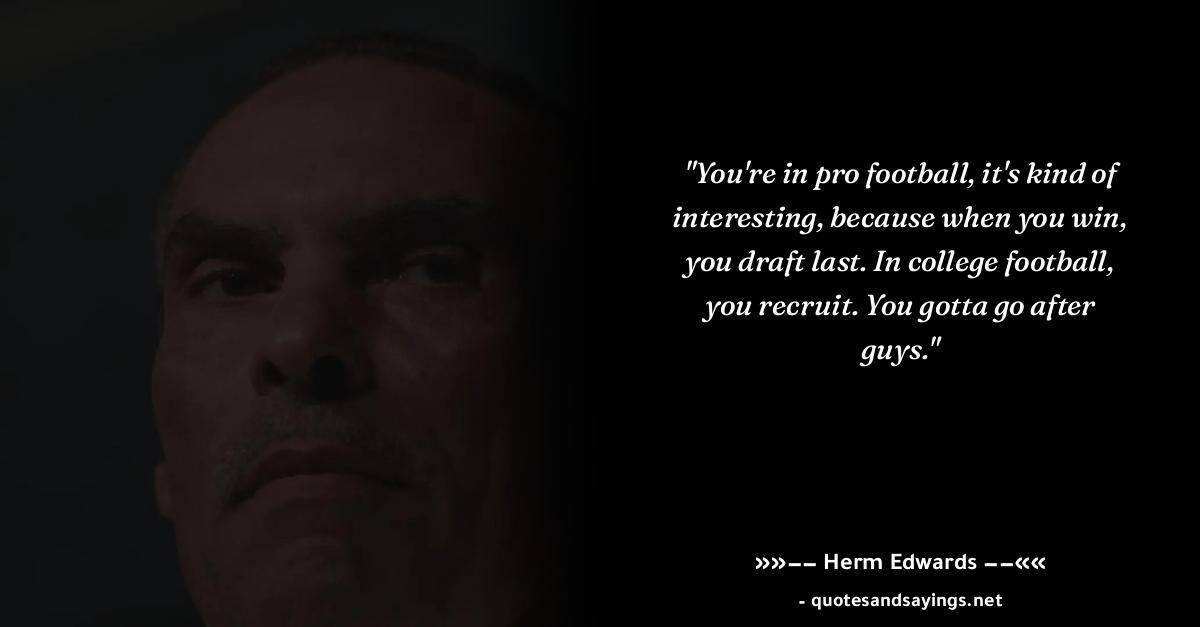 "You're in pro football, it's kind of
interesting, because when you win,
you draft last. In college football,
you recruit. You gotta go after
guys."
»»−− Herm Edwards −−««
- quotesandsayings.net